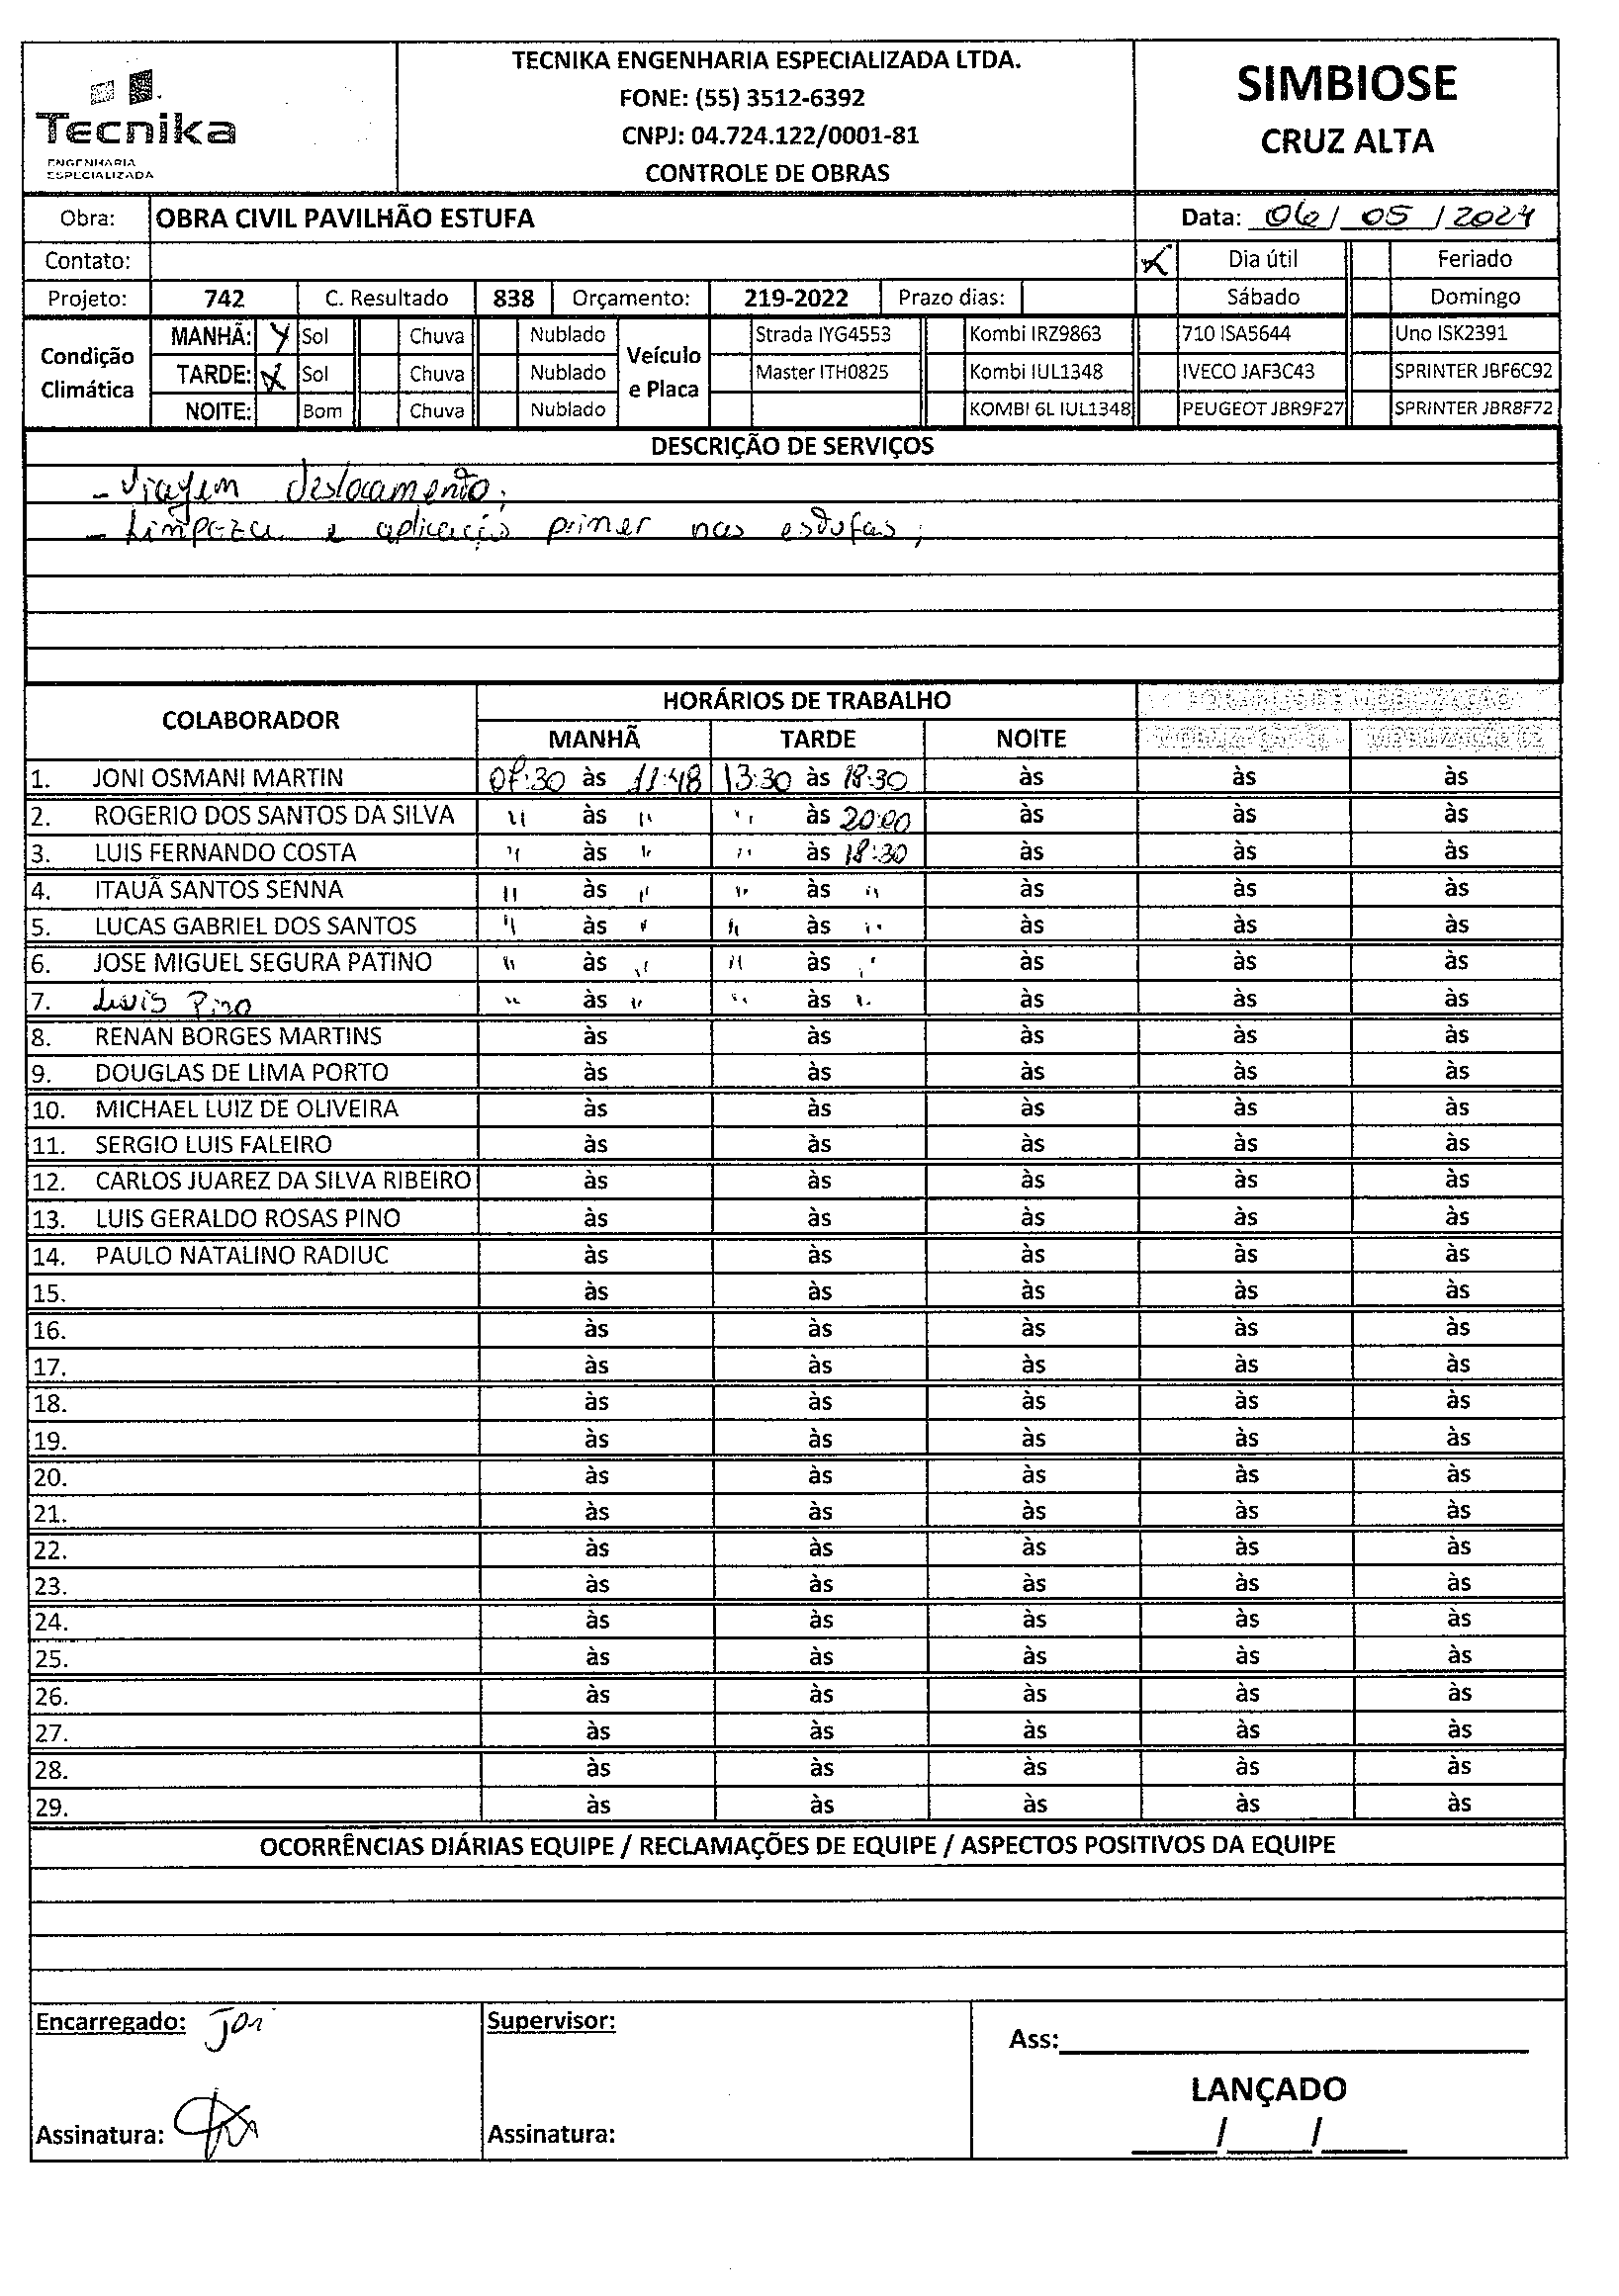 Tecnika
ENGENHARIA
ESPECIALIZADA
TECNIKA ENGENHARIA ESPECIALIZADA LTDA.
FONE: (55) 3512-6392
CNPJ: 04.724.122/0001-81
CONTROLE DE OBRAS
SIMBIOSE
CRUZ ALTA
Obra: OBRA CIVIL PAVILHÃO ESTUFA Data: 06/05/2024
Contato: X Dia útil Feriado
Projeto: 742 C. Resultado 838 Orçamento: 219-2022 Prazo dias: Sábado Domingo
Condição Climática
MANHÃ: X Sol Chuva Nublado
TARDE: X Sol Chuva Nublado
NOITE: Bom Chuva Nublado
Veículo e Placa
Strada IYG4553 Kombi IRZ9863 710 ISA5644 Uno ISK2391
Master ITH0825 Kombi IUL1348 IVECO JAF3C43 SPRINTER JBF6C92
KOMBI 6L IUL1348 PEUGEOT JBR9F27 SPRINTER JBR8F72
DESCRIÇÃO DE SERVIÇOS
- Viagem deslocamento;
- Limpeza e aplicação primer nas estufas;
COLABORADOR HORÁRIOS DE TRABALHO
MANHÃ TARDE NOITE
1. JONI OSMANI MARTIN 07:30 às 11:48 13:30 às 18:30 às às às
2. ROGERIO DOS SANTOS DA SILVA " às " " às 20:00 às às às
3. LUIS FERNANDO COSTA " às " " às 18:30 às às às
4. ITAUÃ SANTOS SENNA " às " " às " às às às
5. LUCAS GABRIEL DOS SANTOS " às " " às " às às às
6. JOSE MIGUEL SEGURA PATINO " às " " às " às às às
7. Luis Pino " às " " às " às às às
8. RENAN BORGES MARTINS às às às às às
9. DOUGLAS DE LIMA PORTO às às às às às
10. MICHAEL LUIZ DE OLIVEIRA às às às às às
11. SERGIO LUIS FALEIRO às às às às às
12. CARLOS JUAREZ DA SILVA RIBEIRO às às às às às
13. LUIS GERALDO ROSAS PINO às às às às às
14. PAULO NATALINO RADIUC às às às às às
15. às às às às às
16. às às às às às
17. às às às às às
18. às às às às às
19. às às às às às
20. às às às às às
21. às às às às às
22. às às às às às
23. às às às às às
24. às às às às às
25. às às às às às
26. às às às às às
27. às às às às às
28. às às às às às
29. às às às às às
OCORRÊNCIAS DIÁRIAS EQUIPE / RECLAMAÇÕES DE EQUIPE / ASPECTOS POSITIVOS DA EQUIPE
Encarregado: Joni
Supervisor:
Ass:
LANÇADO
Assinatura:
Assinatura:
/ /